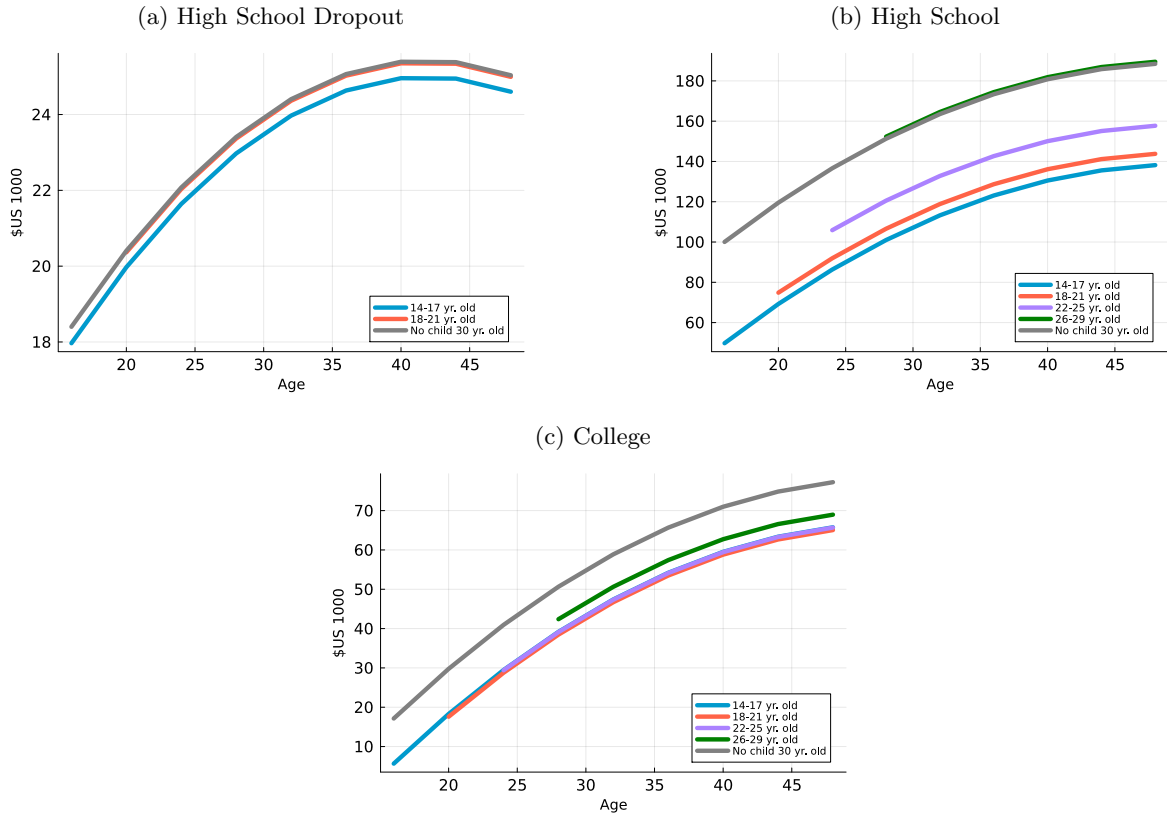 (a) High School Dropout
24
22
20
18
$US 1000
20 25 30 35 40 45
Age
14-17 yr. old
18-21 yr. old
No child 30 yr. old
(b) High School
180
160
140
120
100
80
60
$US 1000
20 25 30 35 40 45
Age
14-17 yr. old
18-21 yr. old
22-25 yr. old
26-29 yr. old
No child 30 yr. old
(c) College
70
60
50
40
30
20
10
$US 1000
20 25 30 35 40 45
Age
14-17 yr. old
18-21 yr. old
22-25 yr. old
26-29 yr. old
No child 30 yr. old